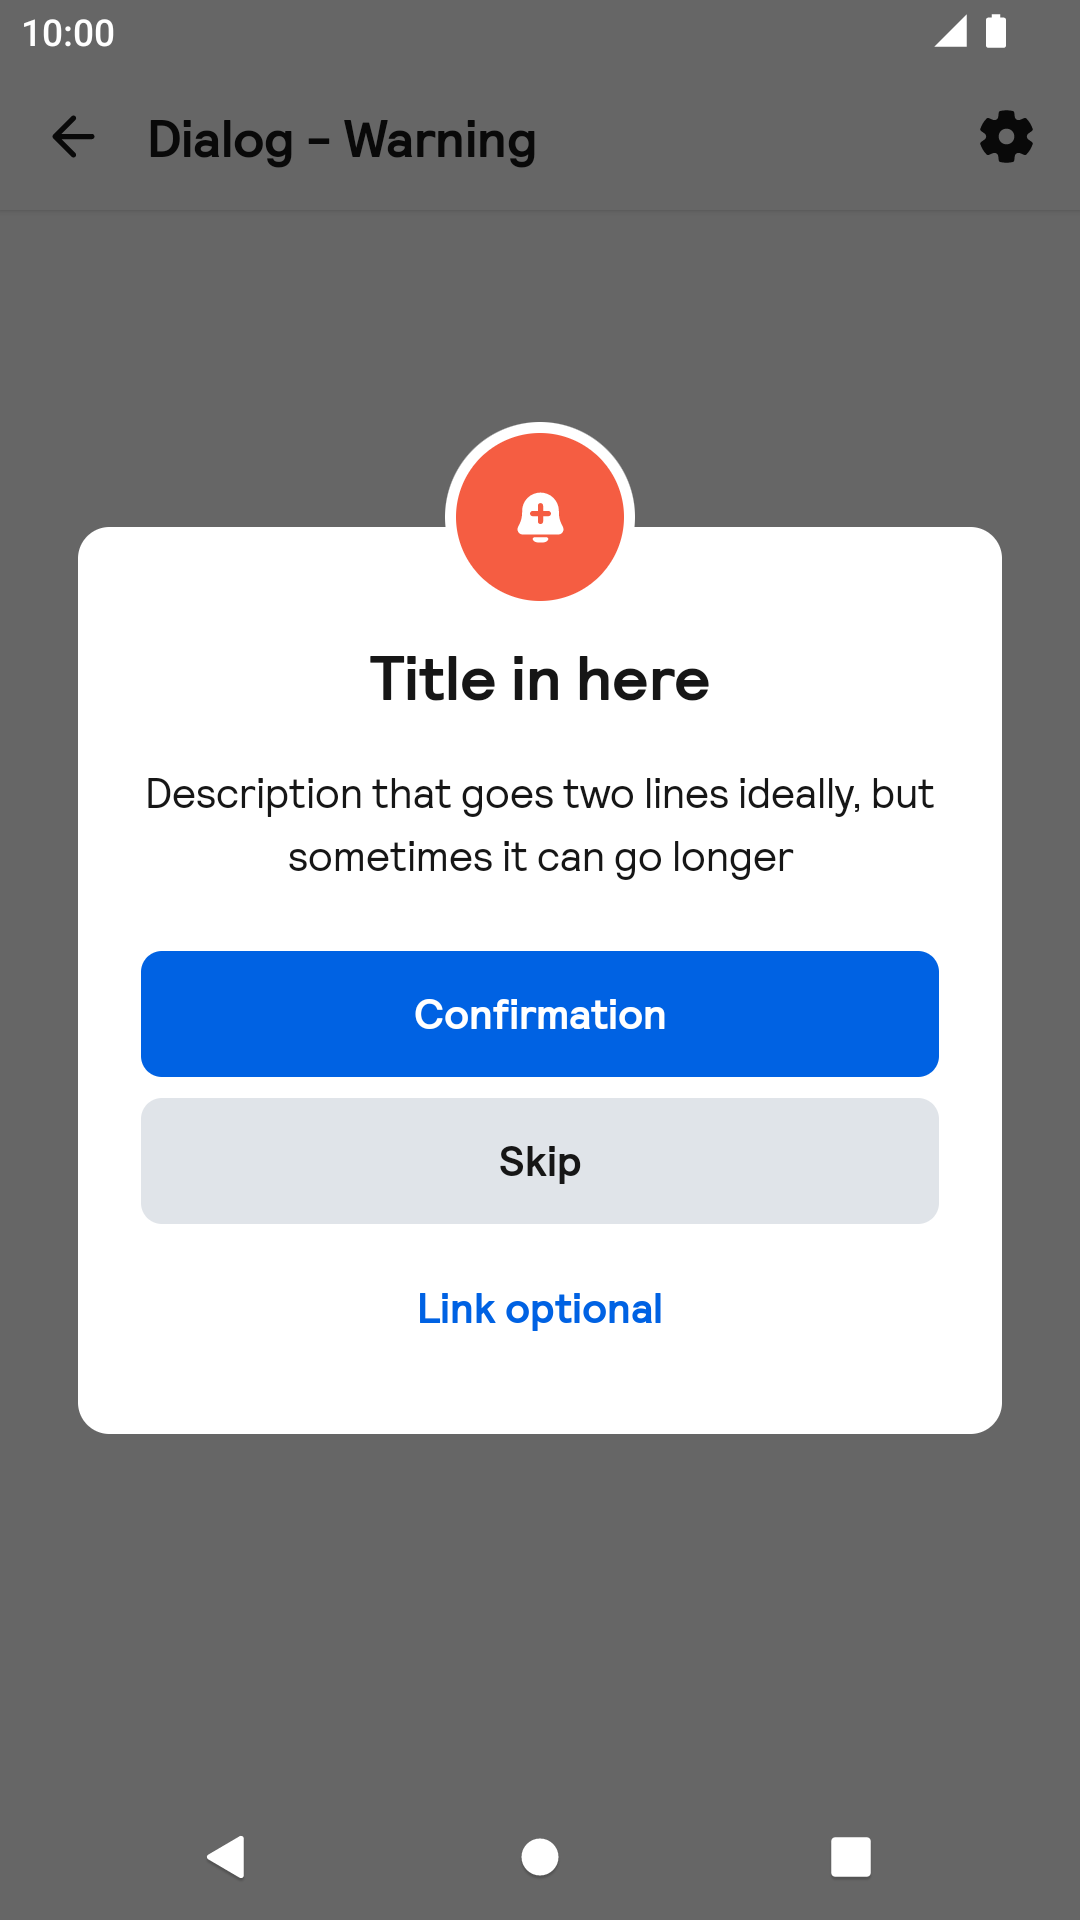 10:00
Dialog - Warning
Title in here
Description that goes two lines ideally, but
sometimes it can go longer
Confirmation
Skip
Link optional